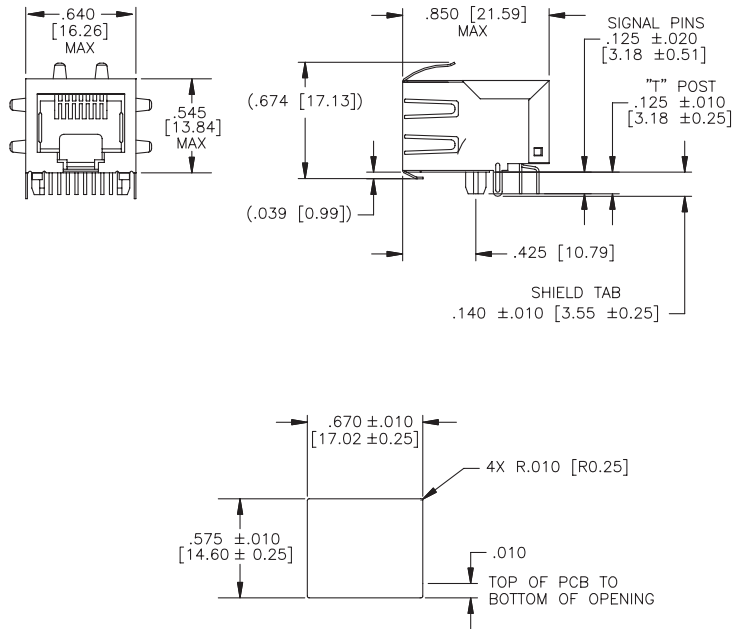 .640
[16.26]
MAX
.545
[13.84]
MAX
.850 [21.59]
MAX
(.674 [17.13])
(.039 [0.99])
SIGNAL PINS
.125 ±.020
[3.18 ±0.51]
"T" POST
.125 ±.010
[3.18 ±0.25]
.425 [10.79]
SHIELD TAB
.140 ±.010 [3.55 ±0.25]
.670 ±.010
[17.02 ±0.25]
4X R.010 [R0.25]
.575 ±.010
[14.60 ± 0.25]
.010
TOP OF PCB TO
BOTTOM OF OPENING